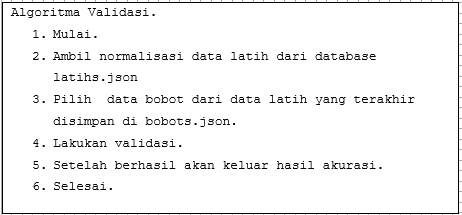 Algoritma Validasi.
1. Mulai.
2. Ambil normalisasi data latih dari database
latihs.json
3. Pilih  data bobot dari data latih yang terakhir
disimpan di bobots.json.
4. Lakukan validasi.
5. Setelah berhasil akan keluar hasil akurasi.
6. Selesai.